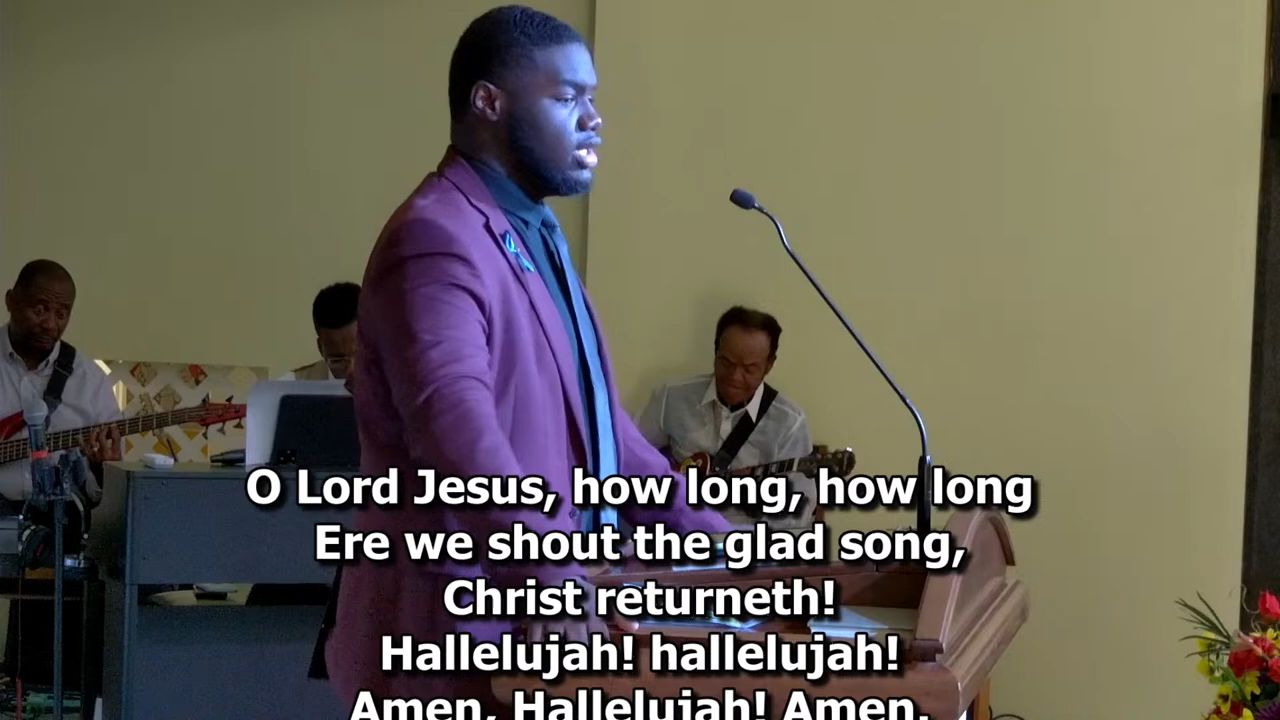 O Lord Jesus, how long, how long
Ere we shout the glad song,
Christ returneth!
Hallelujah! hallelujah!
Amen, Hallelujah! Amen.